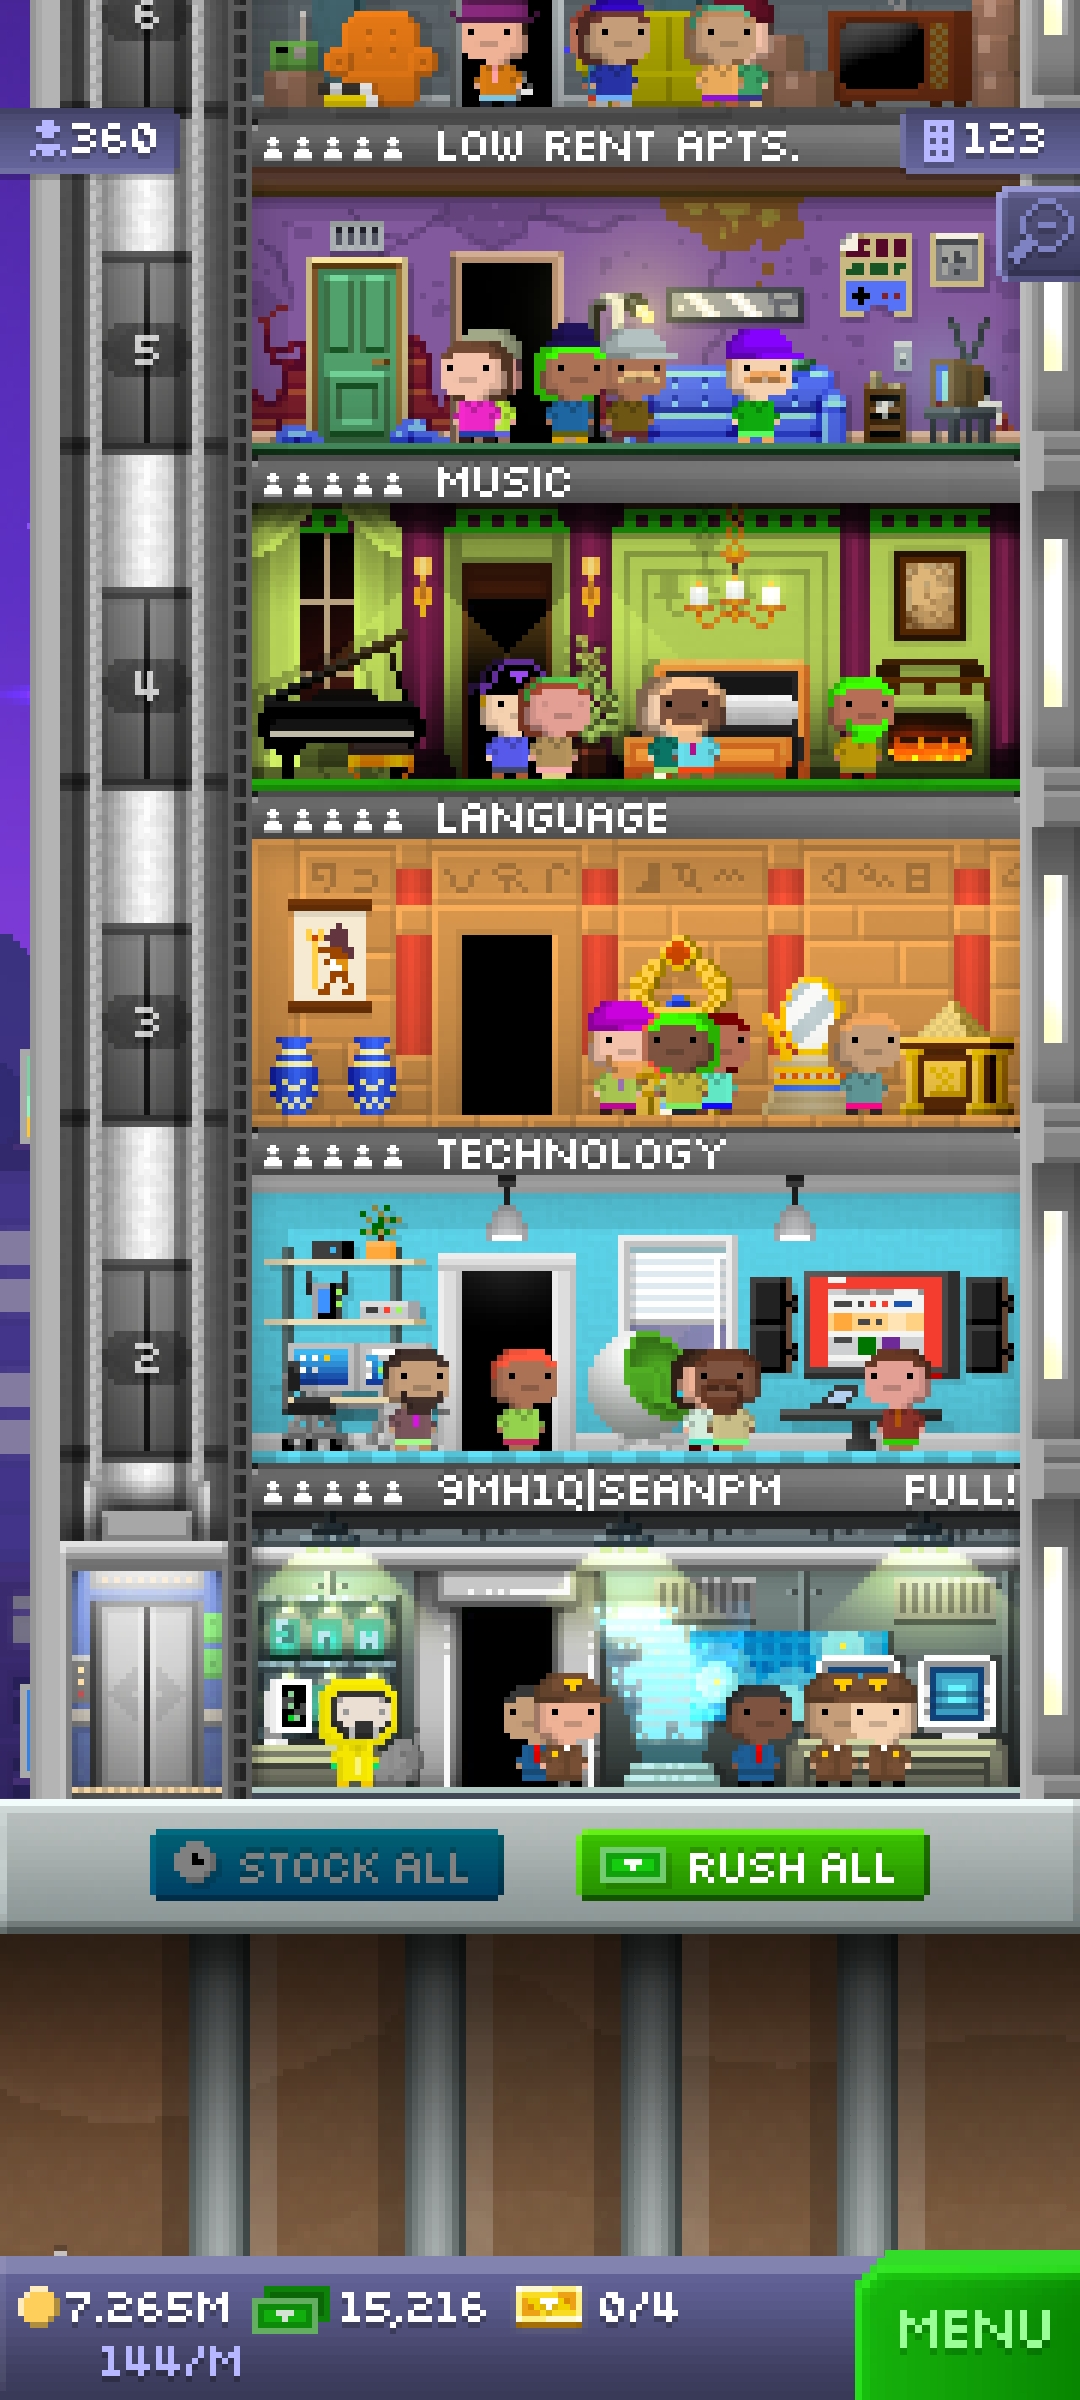 6
360
LOW RENT APTS.
123
5
MUSIC
4
LANGUAGE
3
TECHNOLOGY
2
9MH1Q|SEANPM FULL!
STOCK ALL
RUSH ALL
7.265M 15,216 0/4
144/M
MENU